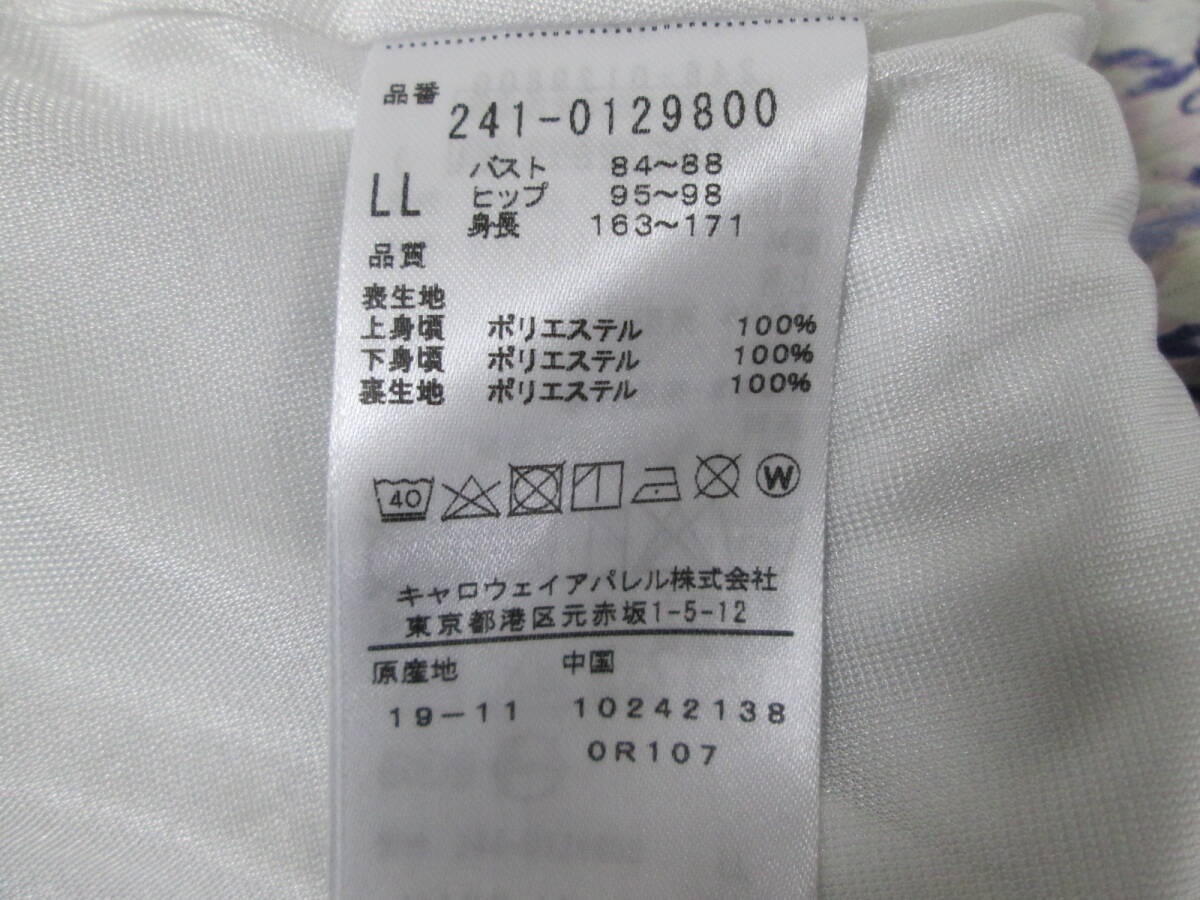 品番
241-0129800
LL
バスト 84〜88
ヒップ 95〜98
身長 163〜171
品質
表生地
上身頃 ポリエステル 100%
下身頃 ポリエステル 100%
裏生地 ポリエステル 100%
40 W
キャロウェイアパレル株式会社
東京都港区元赤坂1-5-12
原産地 中国
19-11 10242138
0R107